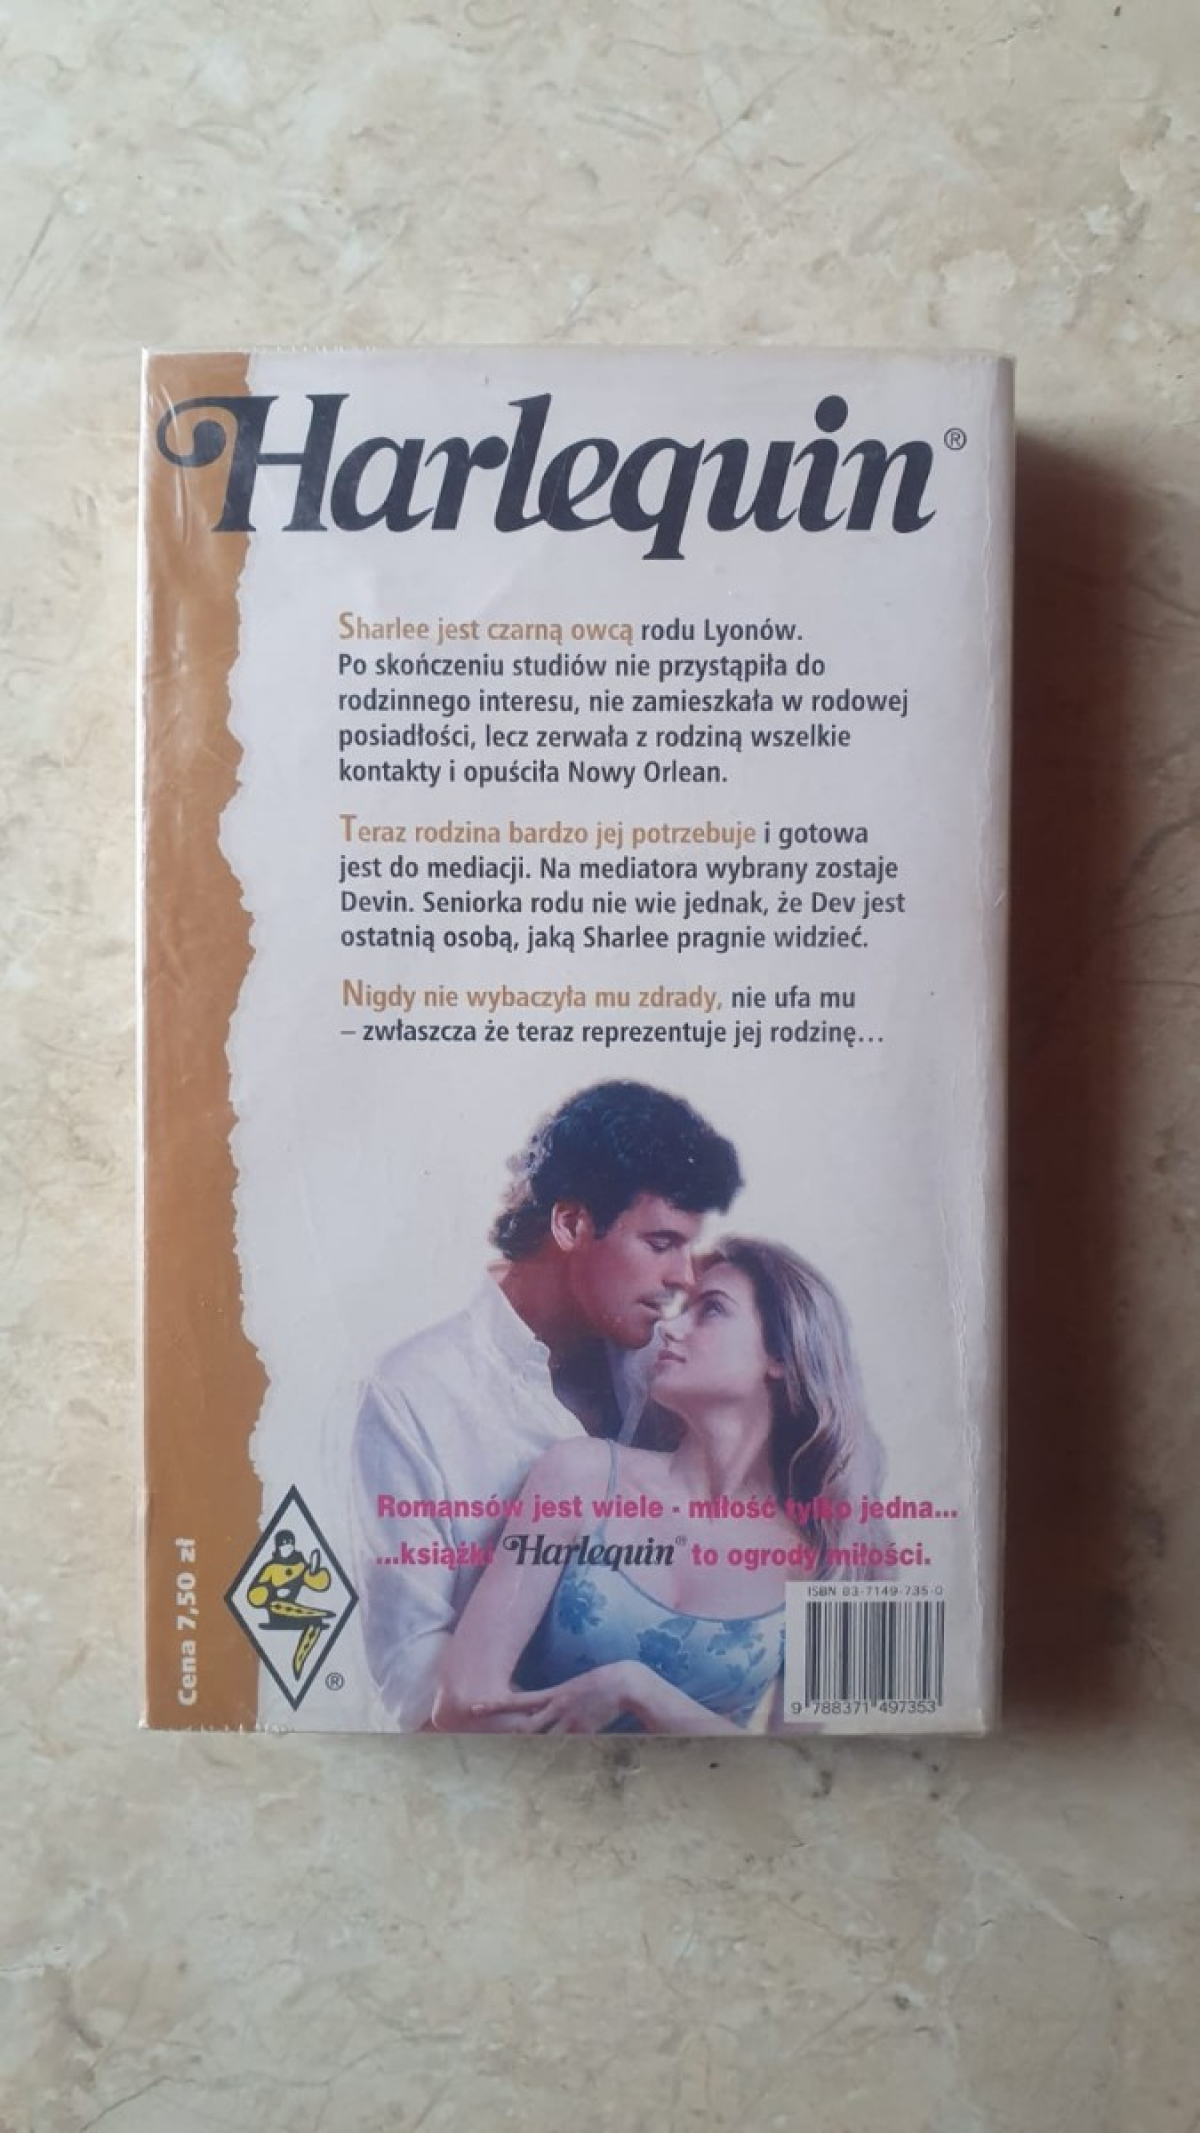 Harlequin®
Sharlee jest czarną owcą rodu Lyonów.
Po skończeniu studiów nie przystąpiła do
rodzinnego interesu, nie zamieszkała w rodowej
posiadłości, lecz zerwała z rodziną wszelkie
kontakty i opuściła Nowy Orlean.
Teraz rodzina bardzo jej potrzebuje i gotowa
jest do mediacji. Na mediatora wybrany zostaje
Devin. Seniorka rodu nie wie jednak, że Dev jest
ostatnią osobą, jaką Sharlee pragnie widzieć.
Nigdy nie wybaczyła mu zdrady, nie ufa mu
– zwłaszcza że teraz reprezentuje jej rodzinę...
Romansów jest wiele - miłość tylko jedna...
...książki Harlequin® to ogrody miłości.
Cena 7,50 zł
®
ISBN 83-7149-735-0
9 788371 497353